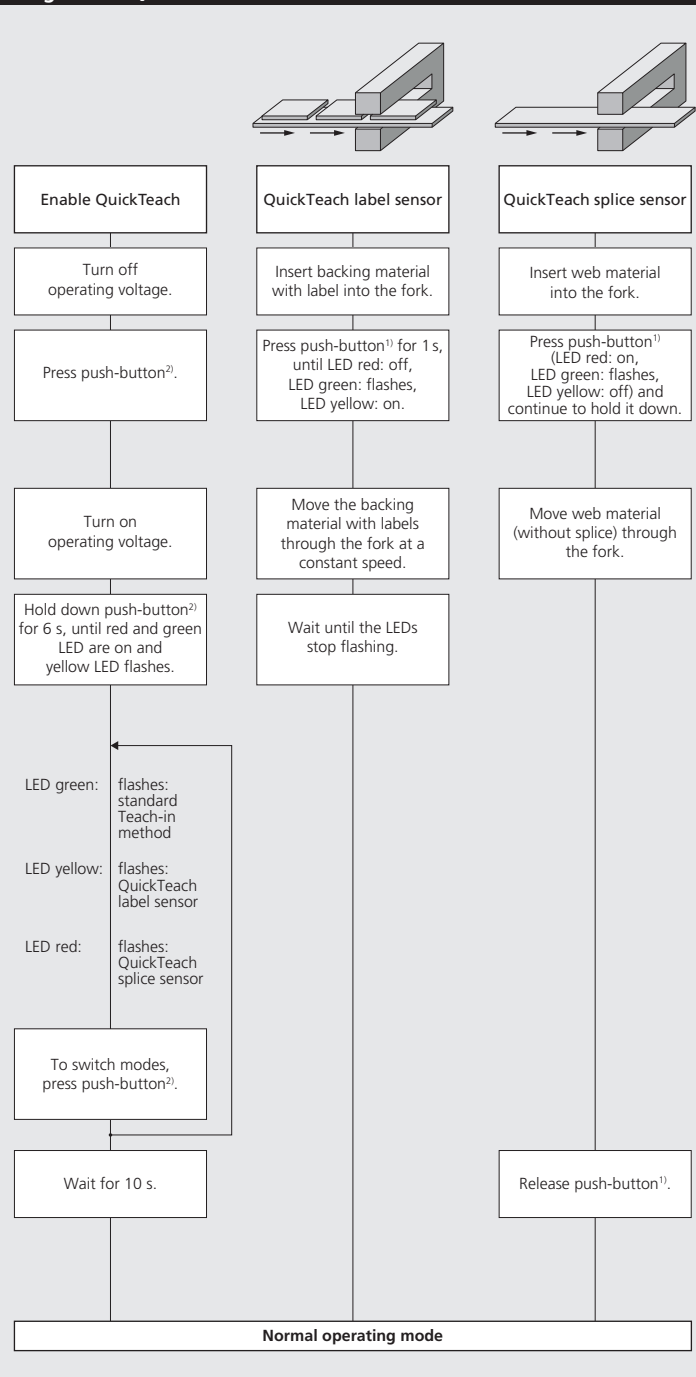 Enable QuickTeach
Turn off
operating voltage.
Press push-button2).
Turn on
operating voltage.
Hold down push-button2)
for 6 s, until red and green
LED are on and
yellow LED flashes.
LED green: flashes:
standard
Teach-in
method
LED yellow: flashes:
QuickTeach
label sensor
LED red: flashes:
QuickTeach
splice sensor
To switch modes,
press push-button2).
Wait for 10 s.
QuickTeach label sensor
Insert backing material
with label into the fork.
Press push-button1) for 1 s,
until LED red: off,
LED green: flashes,
LED yellow: on.
Move the backing
material with labels
through the fork at a
constant speed.
Wait until the LEDs
stop flashing.
QuickTeach splice sensor
Insert web material
into the fork.
Press push-button1)
(LED red: on,
LED green: flashes,
LED yellow: off) and
continue to hold it down.
Move web material
(without splice) through
the fork.
Release push-button1).
Normal operating mode